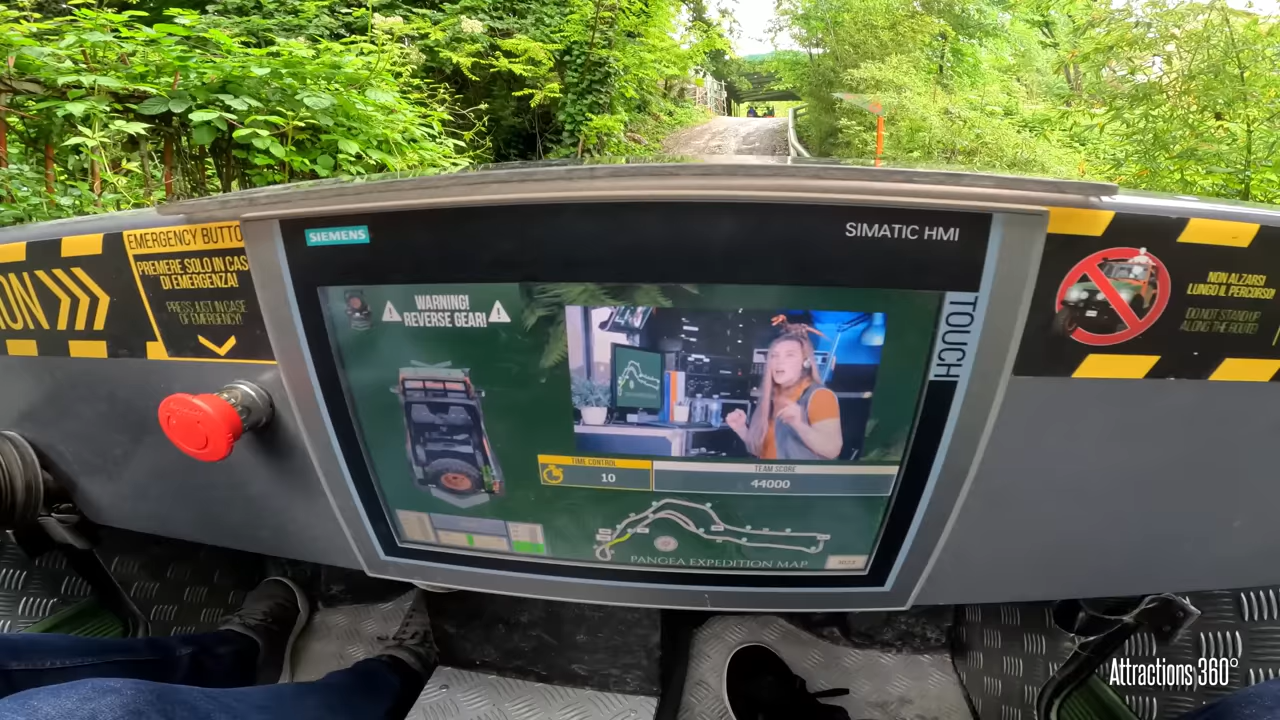 ON
EMERGENCY BUTTO
PREMERE SOLO IN CAS
DI EMERGENZA!
PRESS JUST IN CASE
OF EMERGENCY!
SIEMENS
SIMATIC HMI
TOUCH
WARNING!
REVERSE GEAR!
TIME CONTROL
10
TEAM SCORE
44000
PANGEA EXPEDITION MAP
NON ALZARSI
LUNGO IL PERCORSO!
(DO NOT STAND UP
ALONG THE ROUTE)
Attractions 360°